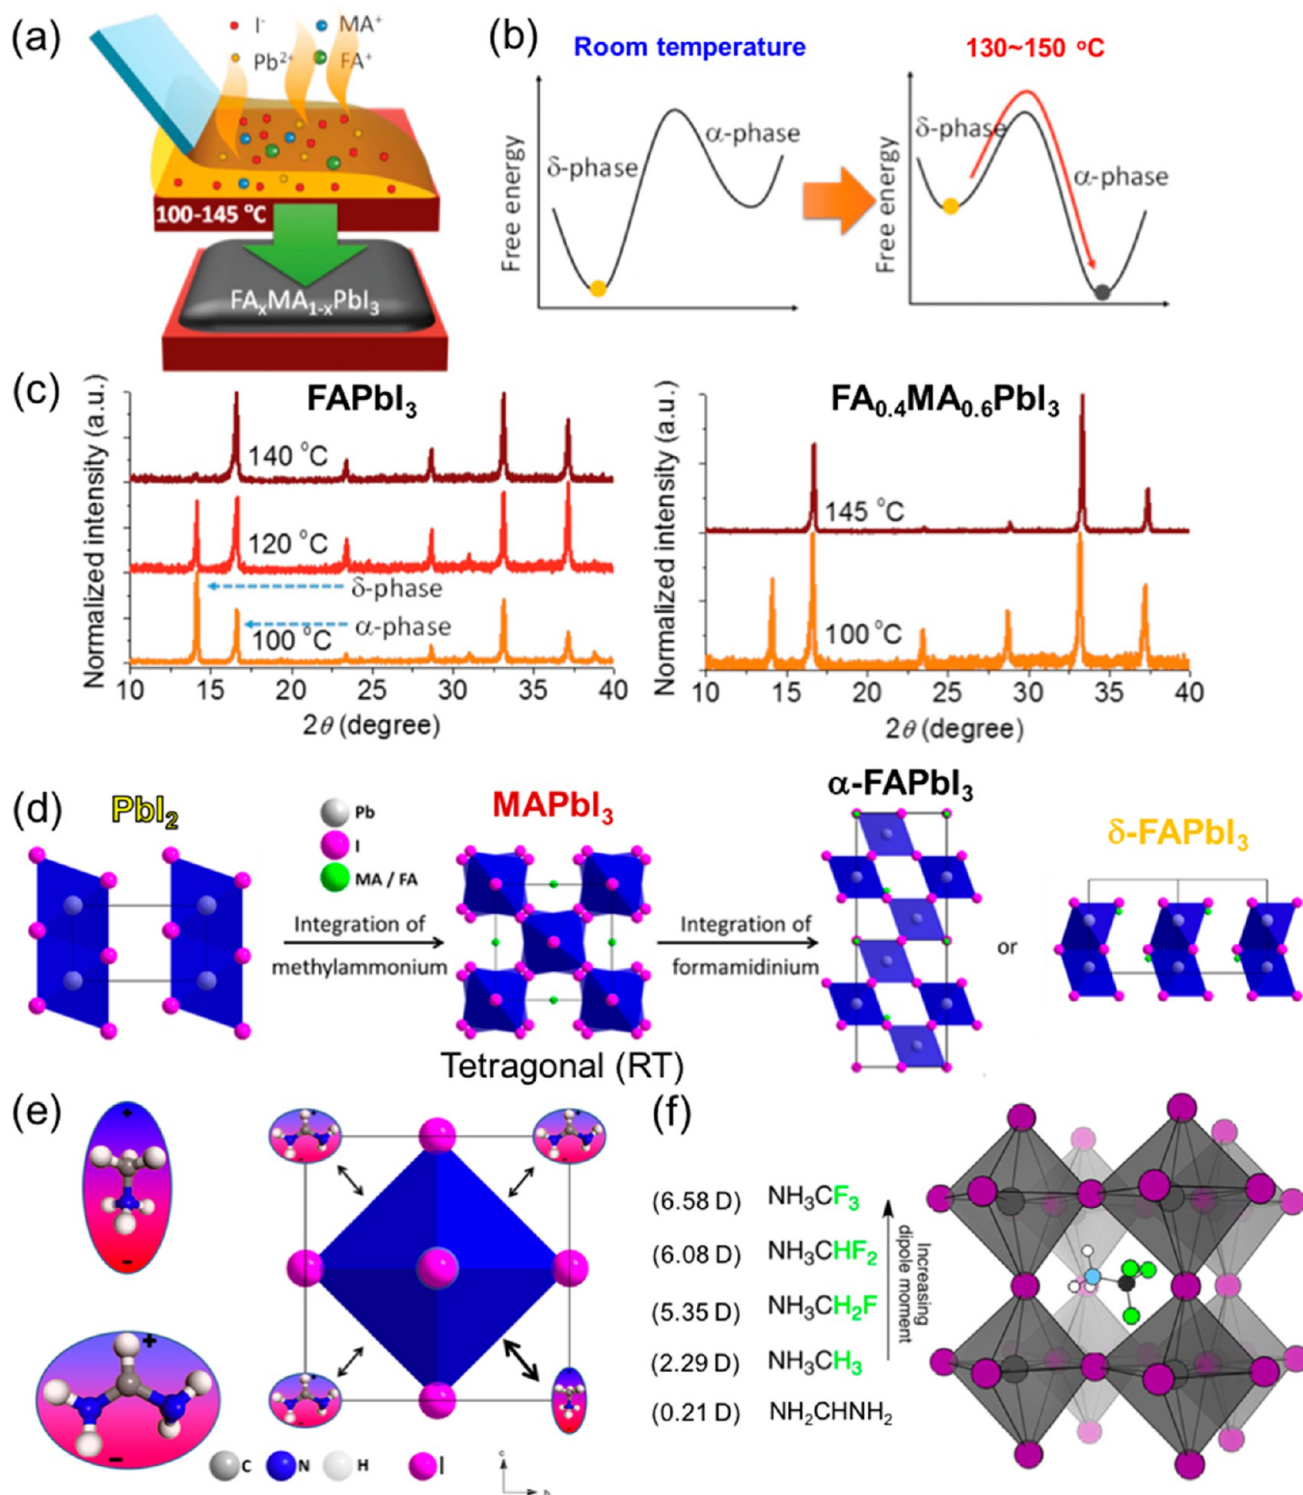 (a)
I⁻
MA⁺
Pb²⁺
FA⁺
100-145 °C
FAₓMA₁₋ₓPbI₃
(b)
Room temperature
130~150 °C
Free energy
δ-phase
α-phase
Free energy
δ-phase
α-phase
(c)
FAPbI₃
Normalized intensity (a.u.)
140 °C
120 °C
δ-phase
α-phase
100 °C
10 15 20 25 30 35 40
2θ (degree)
FA₀.₄MA₀.₆PbI₃
Normalized intensity (a.u.)
145 °C
100 °C
10 15 20 25 30 35 40
2θ (degree)
(d)
PbI₂
Pb
I
MA / FA
Integration of
methylammonium
MAPbI₃
Tetragonal (RT)
Integration of
formamidinium
α-FAPbI₃
or
δ-FAPbI₃
(e)
+
−
+
−
C N H I
c
b
(f)
(6.58 D) NH₃CF₃
(6.08 D) NH₃CHF₂
(5.35 D) NH₃CH₂F
(2.29 D) NH₃CH₃
(0.21 D) NH₂CHNH₂
Increasing
dipole moment